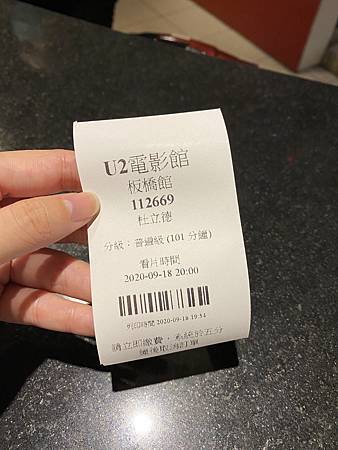 U2電影館
板橋館
112669
杜立德
分級：普遍級 (101 分鐘)
看片時間
2020-09-18 20:00
列印時間 2020-09-18 19:54
請立即繳費，系統於五分
鐘後取消訂單